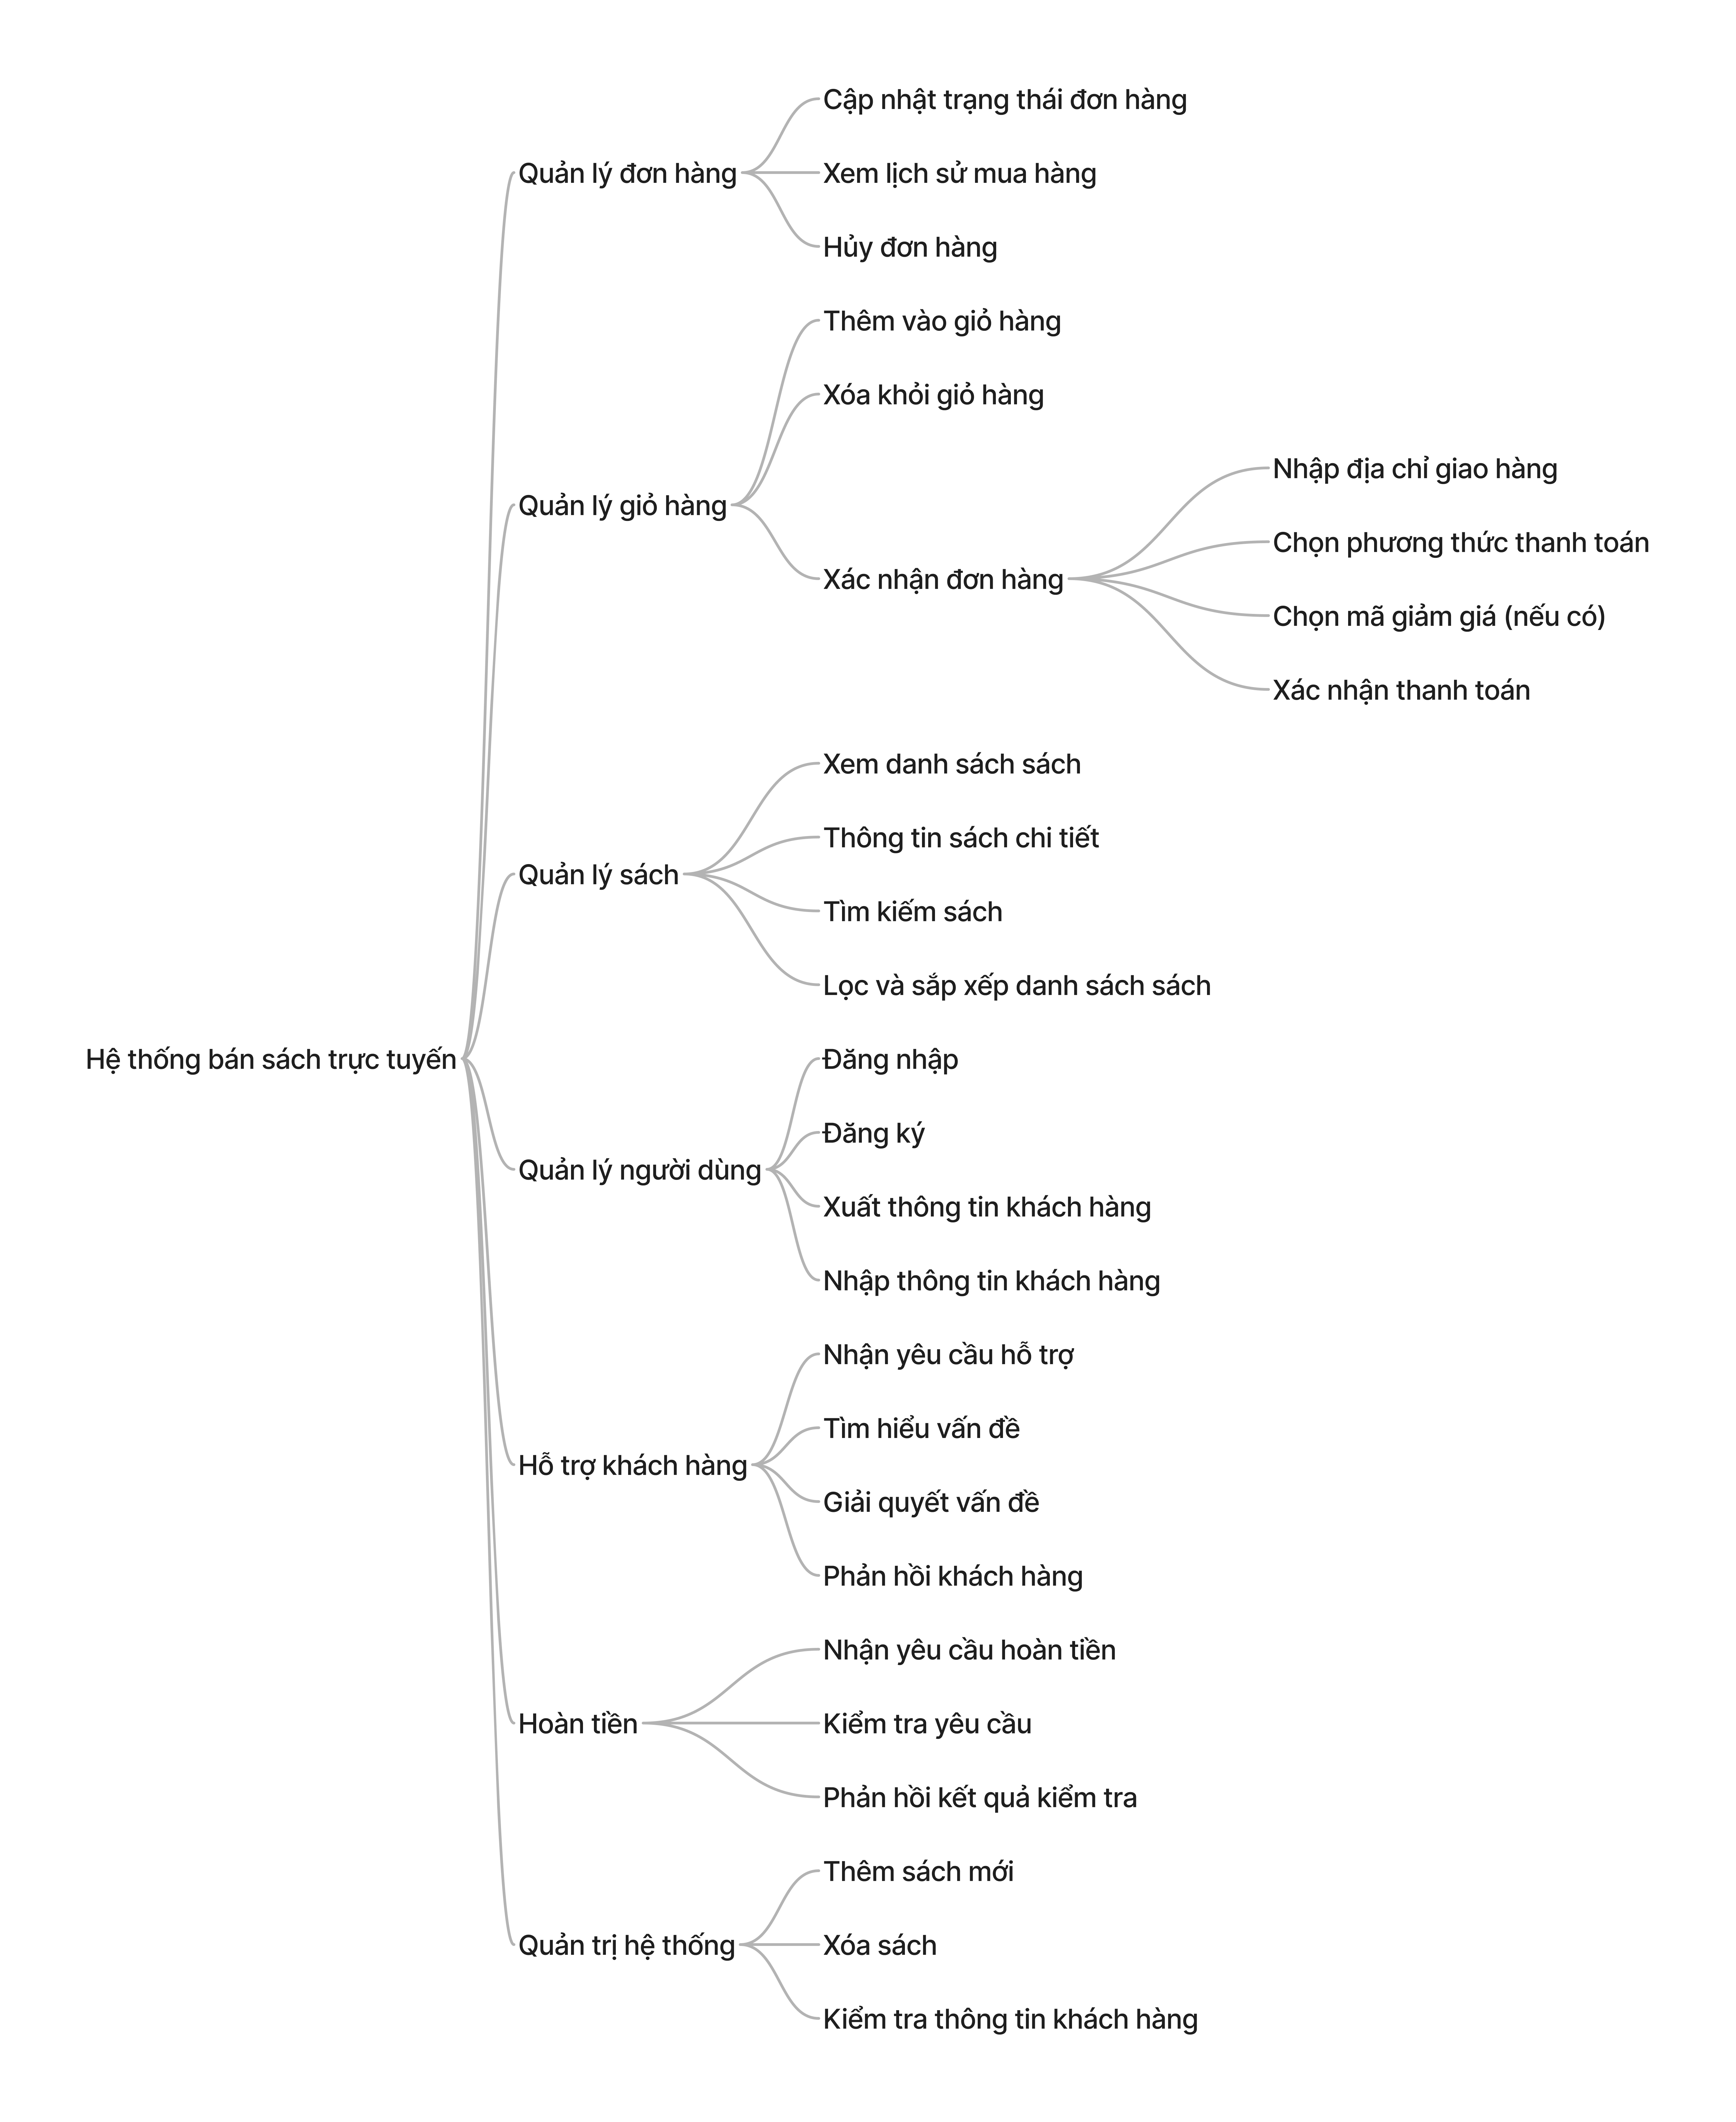 Hệ thống bán sách trực tuyến
Quản lý đơn hàng
Cập nhật trạng thái đơn hàng
Xem lịch sử mua hàng
Hủy đơn hàng
Quản lý giỏ hàng
Thêm vào giỏ hàng
Xóa khỏi giỏ hàng
Xác nhận đơn hàng
Nhập địa chỉ giao hàng
Chọn phương thức thanh toán
Chọn mã giảm giá (nếu có)
Xác nhận thanh toán
Quản lý sách
Xem danh sách sách
Thông tin sách chi tiết
Tìm kiếm sách
Lọc và sắp xếp danh sách sách
Quản lý người dùng
Đăng nhập
Đăng ký
Xuất thông tin khách hàng
Nhập thông tin khách hàng
Hỗ trợ khách hàng
Nhận yêu cầu hỗ trợ
Tìm hiểu vấn đề
Giải quyết vấn đề
Phản hồi khách hàng
Hoàn tiền
Nhận yêu cầu hoàn tiền
Kiểm tra yêu cầu
Phản hồi kết quả kiểm tra
Quản trị hệ thống
Thêm sách mới
Xóa sách
Kiểm tra thông tin khách hàng